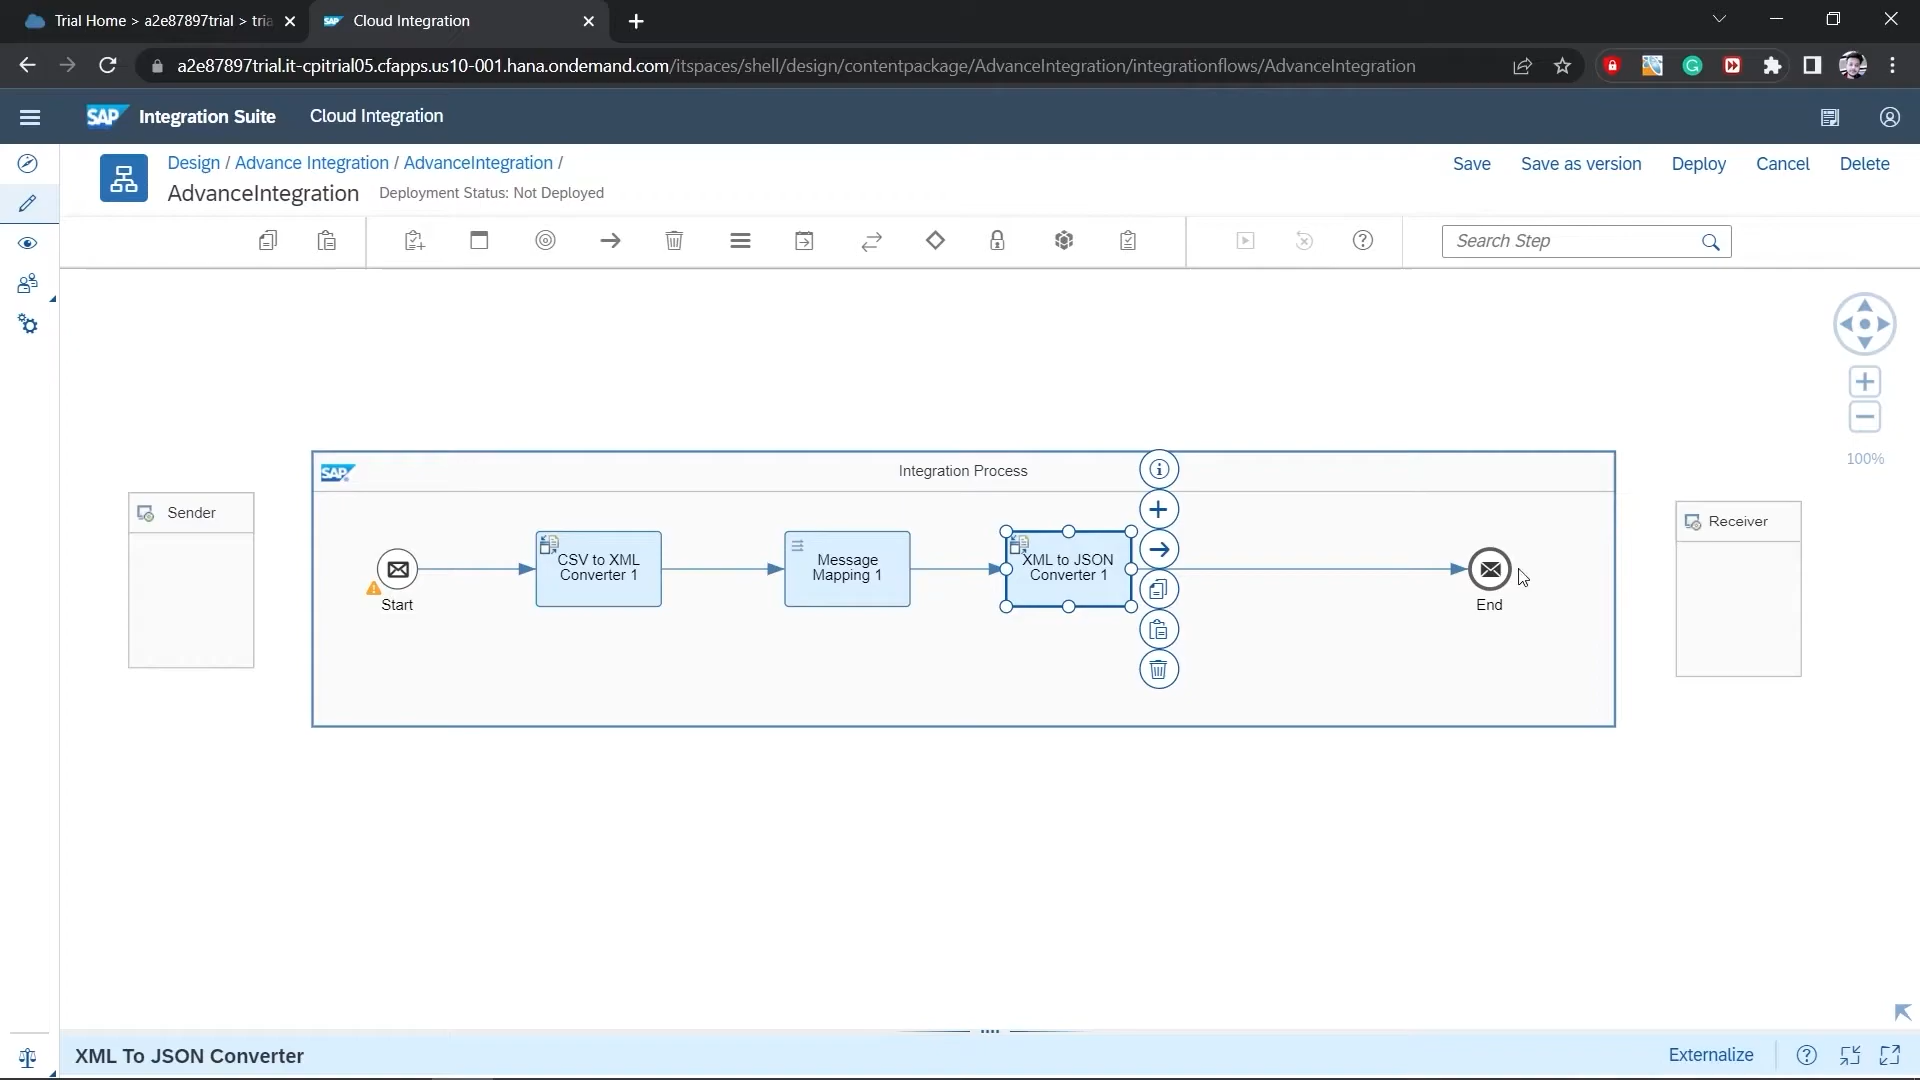 Trial Home > a2e87897trial > tria
Cloud Integration
a2e87897trial.it-cpitrial05.cfapps.us10-001.hana.ondemand.com/itspaces/shell/design/contentpackage/AdvanceIntegration/integrationflows/AdvanceIntegration
SAP Integration Suite Cloud Integration
Design / Advance Integration / AdvanceIntegration /
Save Save as version Deploy Cancel Delete
AdvanceIntegration Deployment Status: Not Deployed
Search Step
100%
SAP Integration Process
Sender
Receiver
CSV to XML
Converter 1
Message
Mapping 1
XML to JSON
Converter 1
Start
End
XML To JSON Converter
Externalize